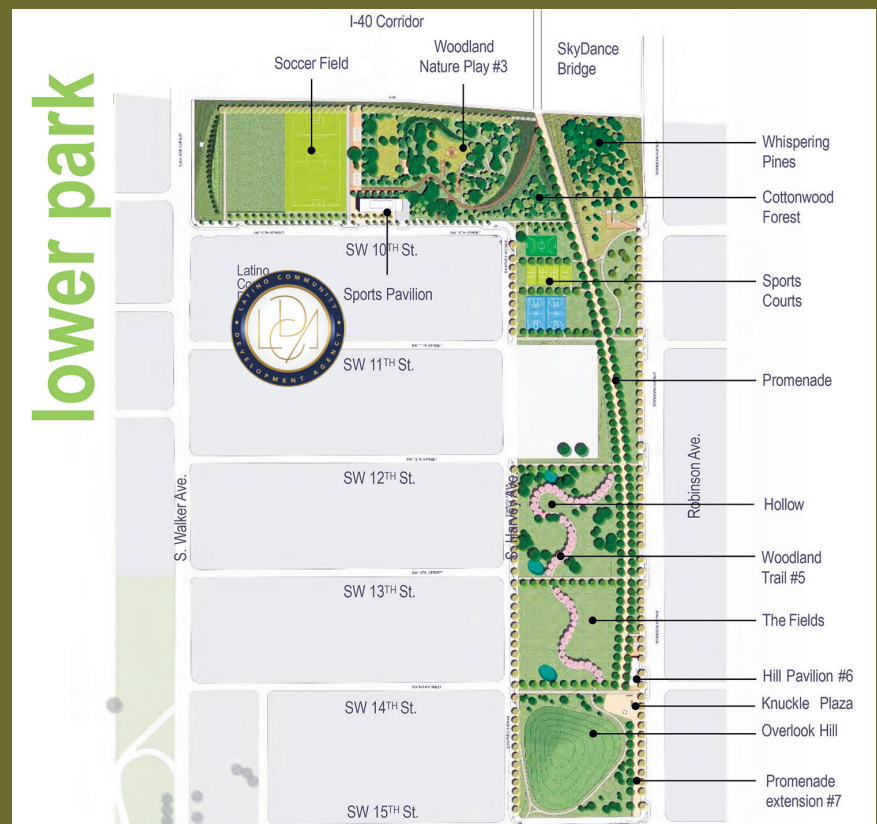 I-40 Corridor
SkyDance
Bridge
Woodland
Nature Play #3
Soccer Field
lower park
Whispering
Pines
Cottonwood
Forest
SW 10TH St.
Latino
Sports Pavilion
LATINO COMMUNITY
DEVELOPMENT AGENCY
Sports
Courts
SW 11TH St.
Promenade
SW 12TH St.
S. Walker Ave.
S. Harvey Ave.
Robinson Ave.
Hollow
Woodland
Trail #5
SW 13TH St.
The Fields
Hill Pavilion #6
Knuckle Plaza
SW 14TH St.
Overlook Hill
Promenade
extension #7
SW 15TH St.